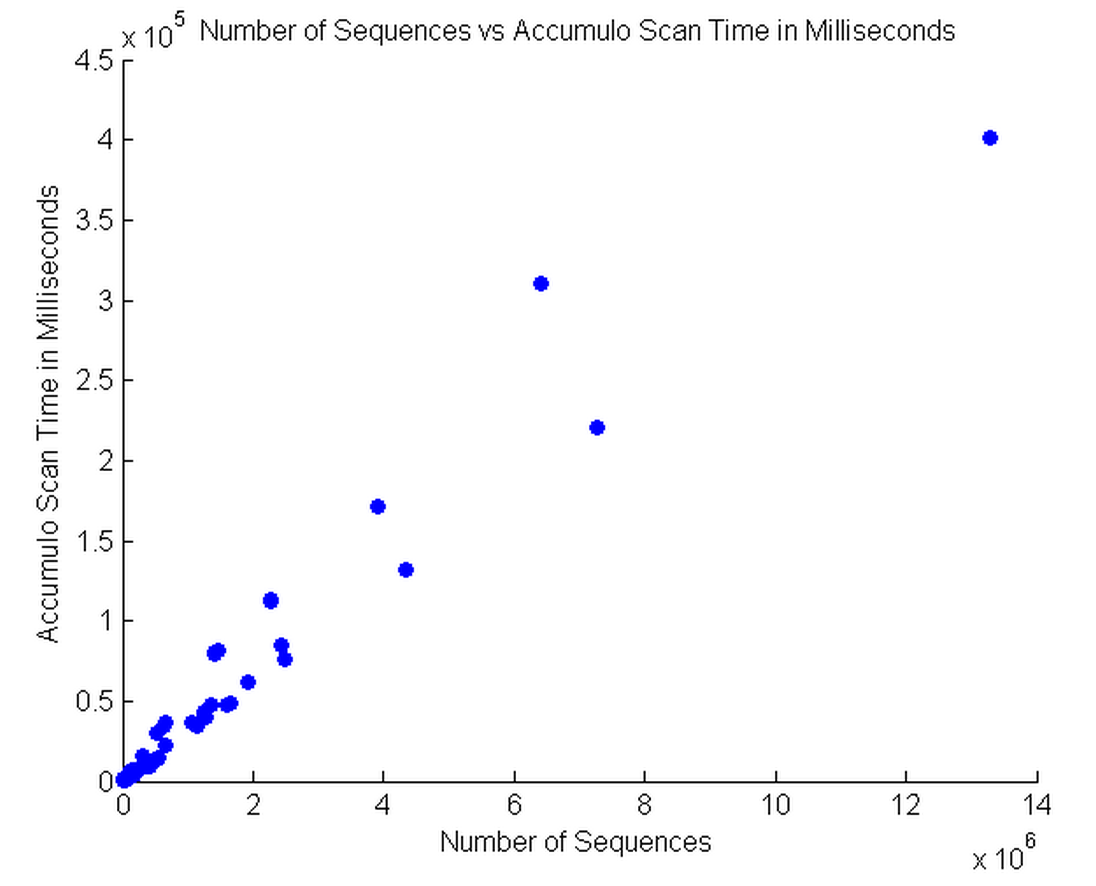 x 10^5 Number of Sequences vs Accumulo Scan Time in Milliseconds
4.5
4
3.5
3
2.5
2
1.5
1
0.5
0
Accumulo Scan Time in Milliseconds
0 2 4 6 8 10 12 14
Number of Sequences
x 10^6